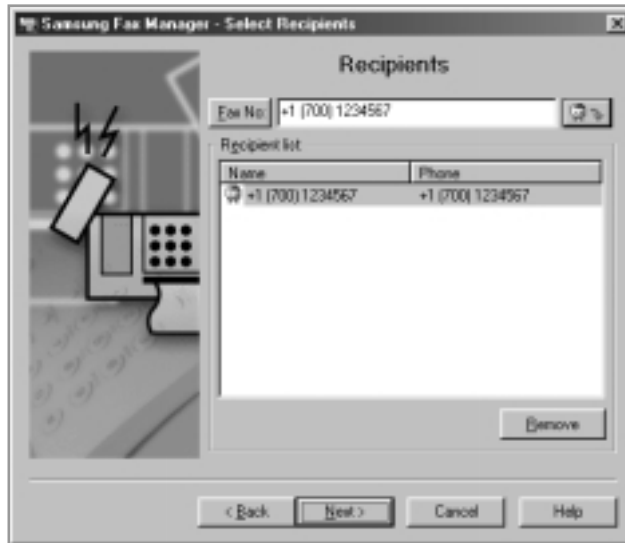 Samsung Fax Manager - Select Recipients
Recipients
Fax No: +1 (700) 1234567
Recipient list
Name Phone
+1 (700) 1234567 +1 (700) 1234567
Remove
< Back Next > Cancel Help